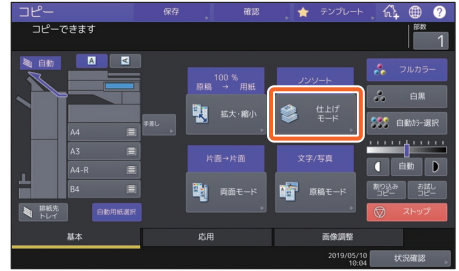 コピー
保存
確認
テンプレート
?
コピーできます
部数
1
自動
A
100 %
原稿 → 用紙
ノンソート
フルカラー
拡大・縮小
仕上げ
モード
白黒
手差し
自動カラー選択
A4
A3
A4-R
B4
片面→片面
文字/写真
両面モード
原稿モード
自動
割り込み
コピー
お試し
コピー
排紙先
トレイ
自動用紙選択
ストップ
基本
応用
画像調整
2019/05/10
10:04
状況確認